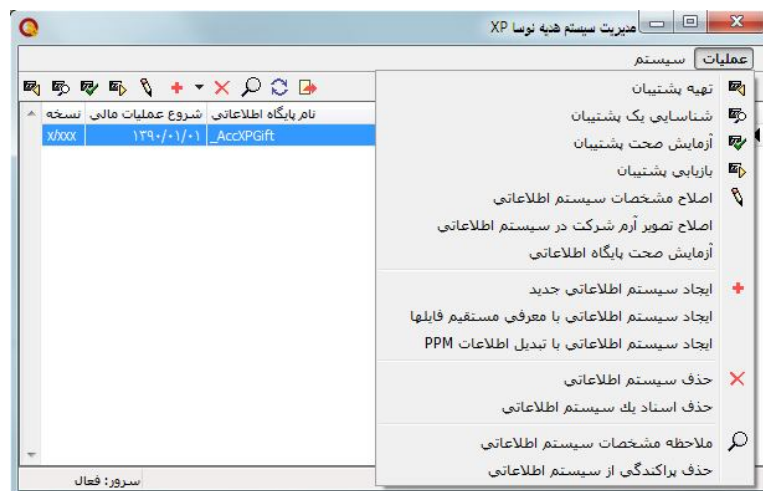 مدیریت سیستم هدیه نوسا XP
عملیات سیستم
تهیه پشتیبان
شناسایی یک پشتیبان
آزمایش صحت پشتیبان
بازیابی پشتیبان
اصلاح مشخصات سیستم اطلاعاتی
اصلاح تصویر آرم شرکت در سیستم اطلاعاتی
آزمایش صحت پایگاه اطلاعاتی
ایجاد سیستم اطلاعاتی جدید
ایجاد سیستم اطلاعاتی با معرفی مستقیم فایلها
ایجاد سیستم اطلاعاتی با تبدیل اطلاعات PPM
حذف سیستم اطلاعاتی
حذف اسناد یك سیستم اطلاعاتی
ملاحظه مشخصات سیستم اطلاعاتی
حذف پراکندگی از سیستم اطلاعاتی
نام پایگاه اطلاعاتی شروع عملیات مالی نسخه
_AccXPGift ۱۳۹۰/۰۱/۰۱ x/xxx
سرور: فعال